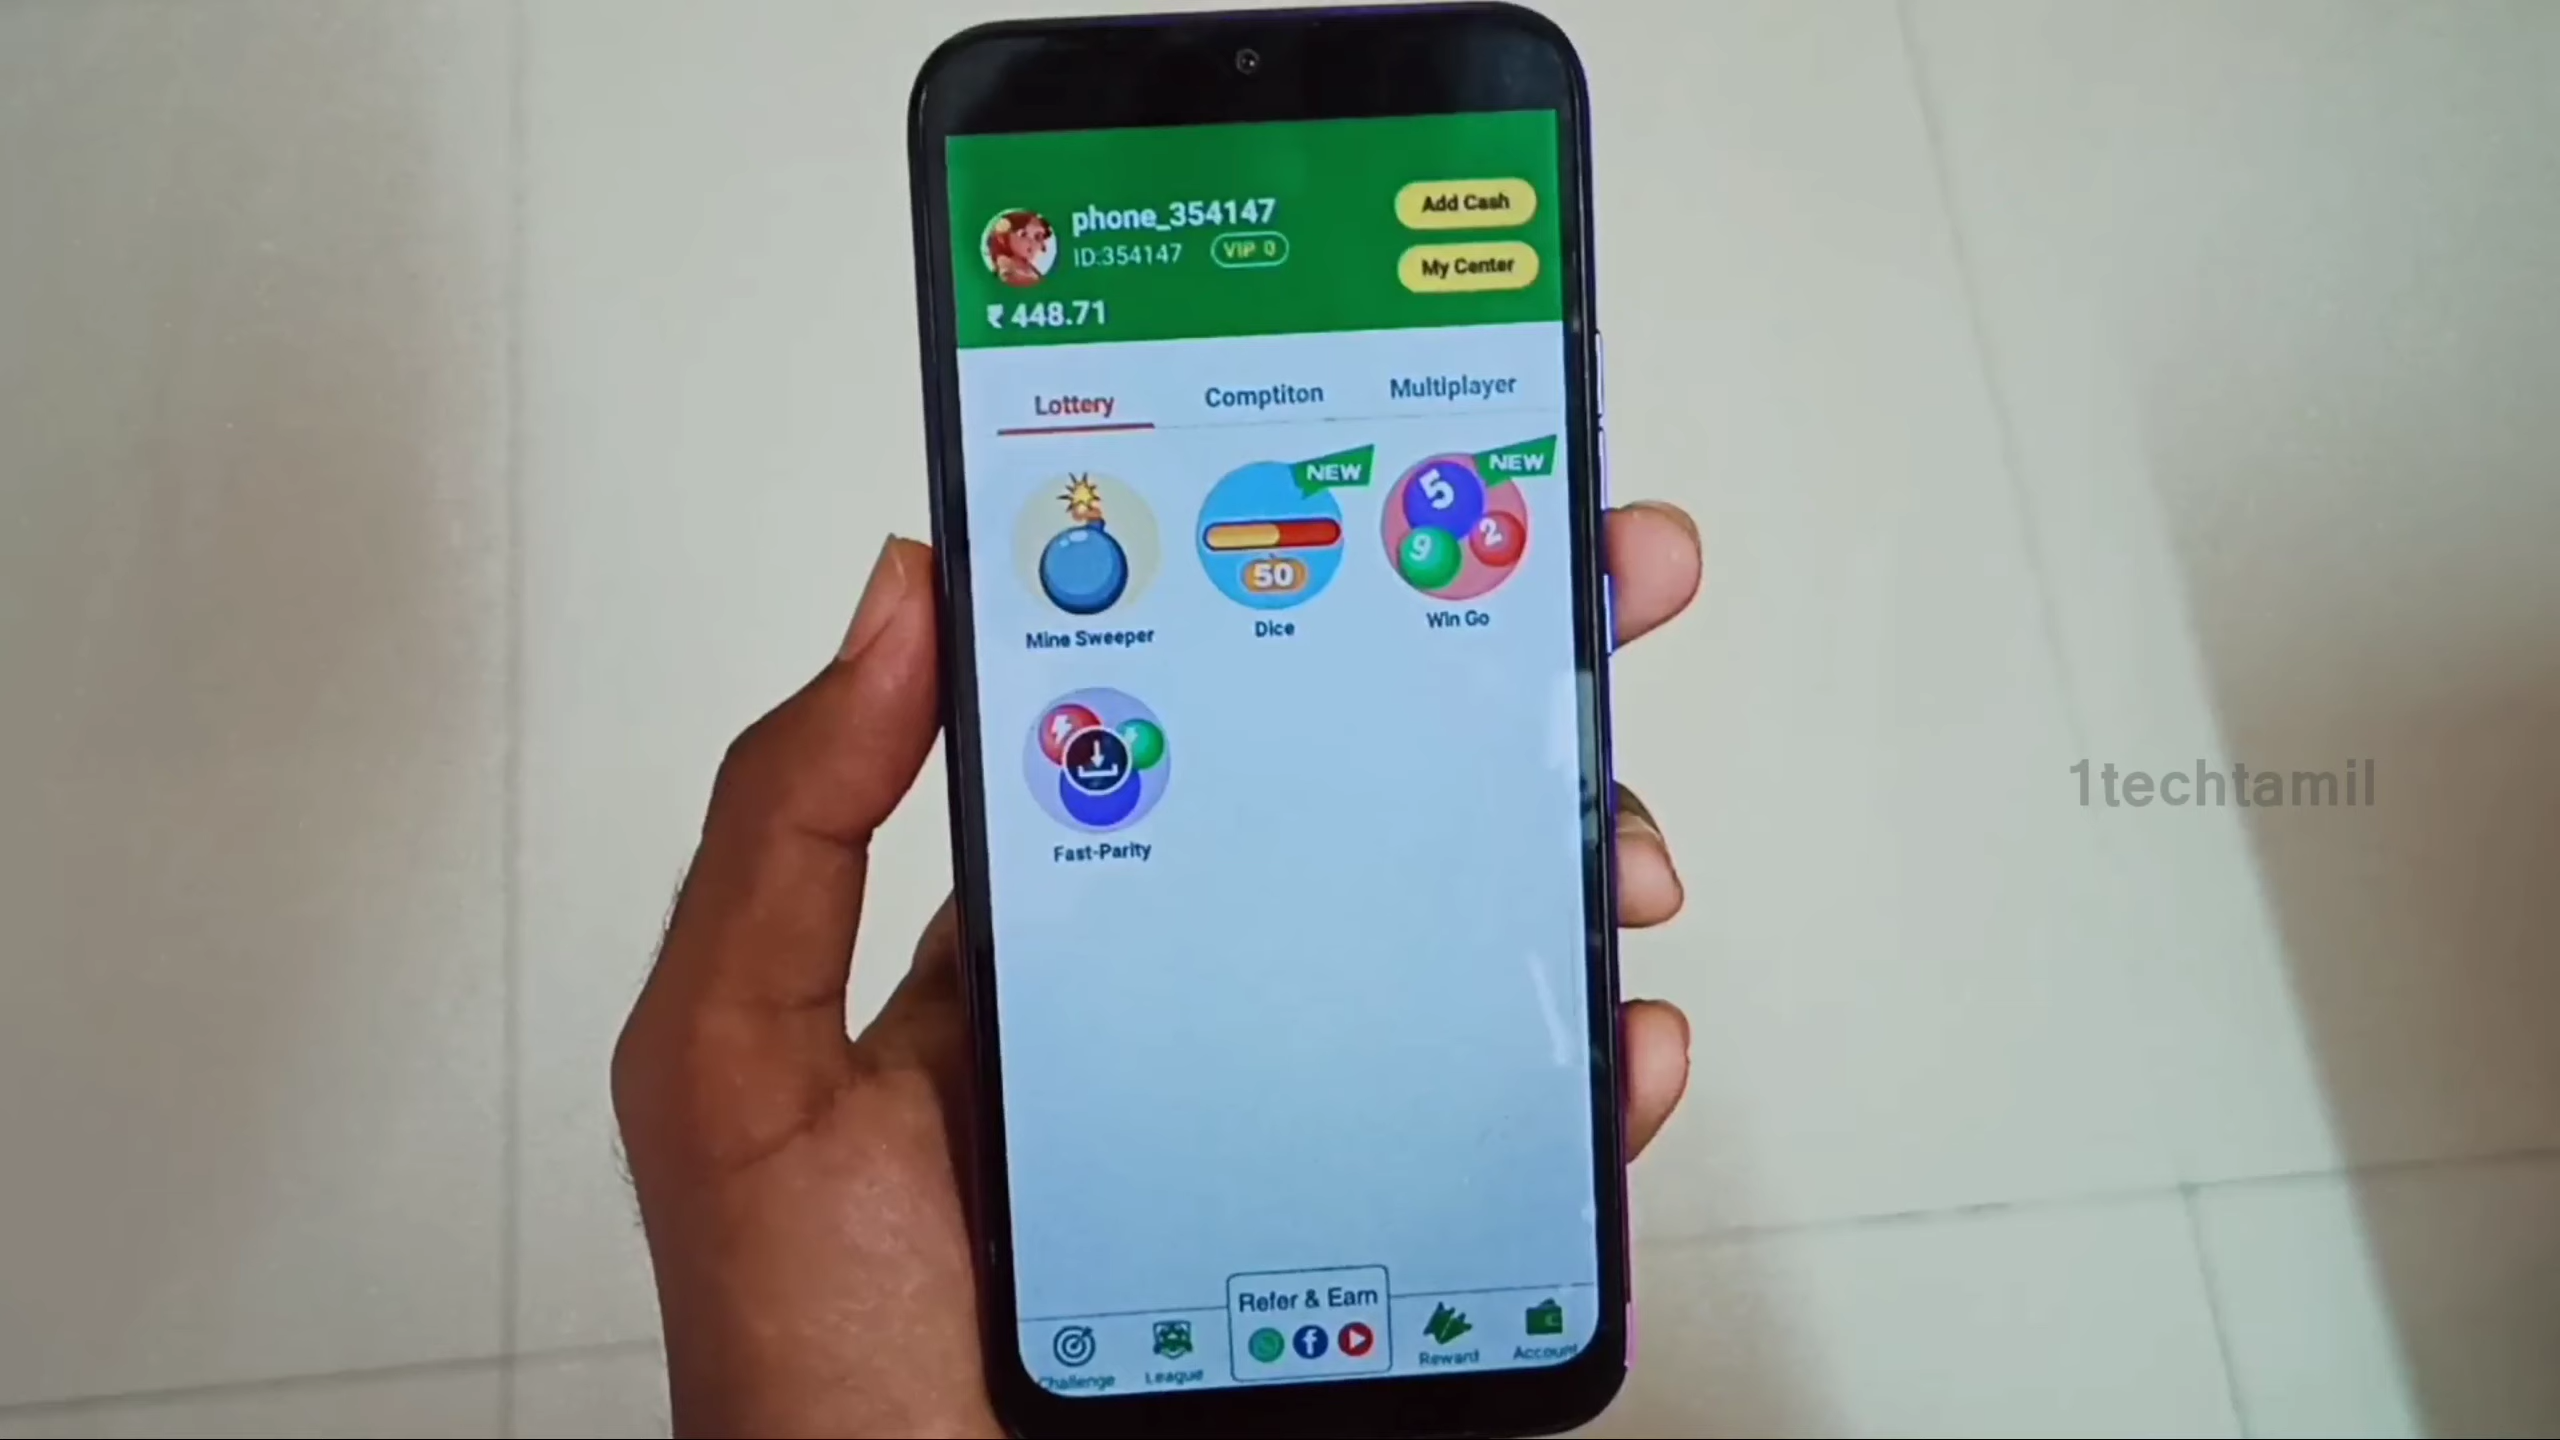 phone_354147
ID:354147
VIP 0
Add Cash
My Center
₹ 448.71
Lottery
Comptiton
Multiplayer
NEW
50
NEW
5
9
2
Mine Sweeper
Dice
Win Go
Fast-Parity
1techtamil
Refer & Earn
f
Challenge
League
Reward
Account